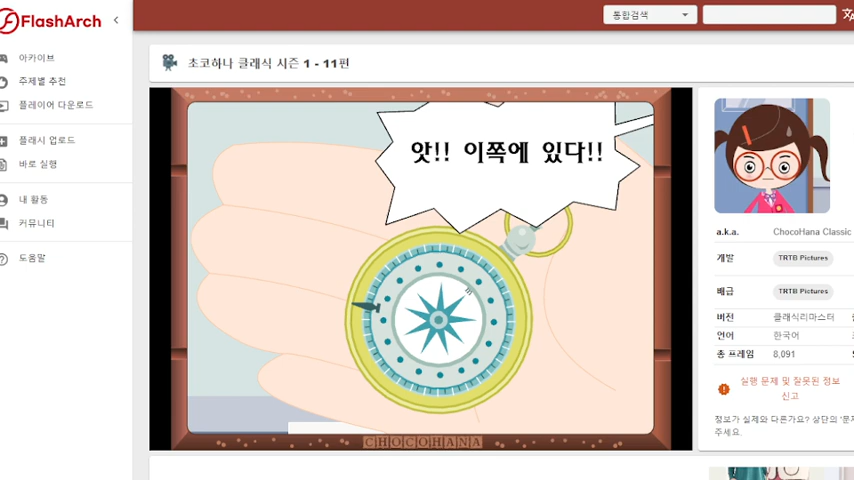 FlashArch
통합검색
아카이브
주제별 추천
플레이어 다운로드
플래시 업로드
바로 실행
내 활동
커뮤니티
도움말
초코하나 클래식 시즌 1 - 11편
앗!! 이쪽에 있다!!
CHOCOHANA
a.k.a. ChocoHana Classic
개발 TRTB Pictures
배급 TRTB Pictures
버전 클래식리마스터
언어 한국어
총 프레임 8,091
실행 문제 및 잘못된 정보
신고
정보가 실제와 다른가요? 상단의 '문
주세요.